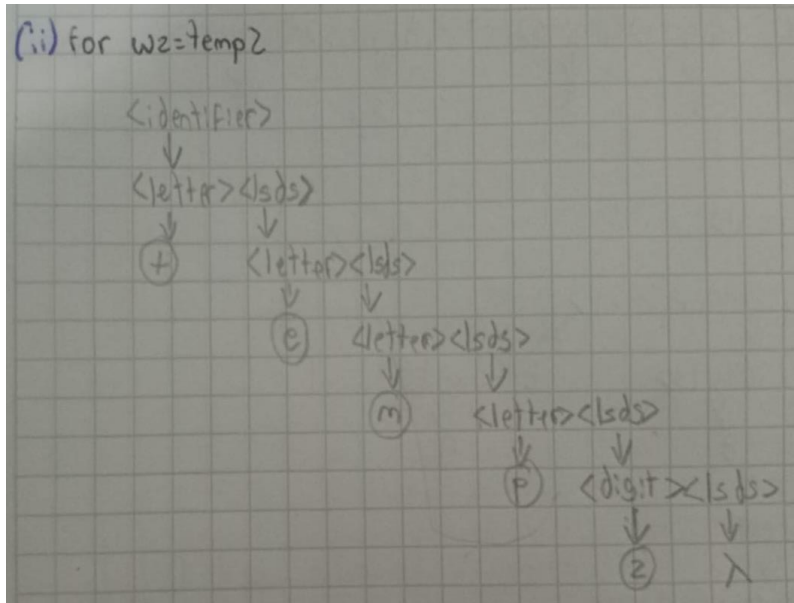 (ii) for w2=temp2
<identifier>
<letter><lsds>
t <letter><lsds>
e <letter><lsds>
m <letter><lsds>
p <digit><lsds>
2 λ